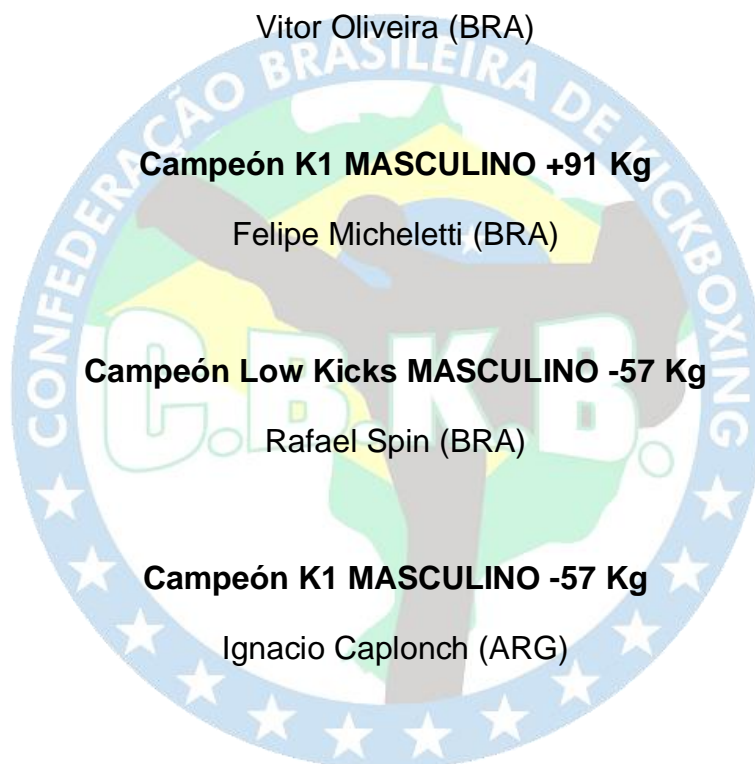 Vitor Oliveira (BRA)
CONFEDERAÇÃO BRASILEIRA DE KICKBOXING
Campeón K1 MASCULINO +91 Kg
Felipe Micheletti (BRA)
Campeón Low Kicks MASCULINO -57 Kg
C.B.K.B.
Rafael Spin (BRA)
Campeón K1 MASCULINO -57 Kg
Ignacio Caplonch (ARG)